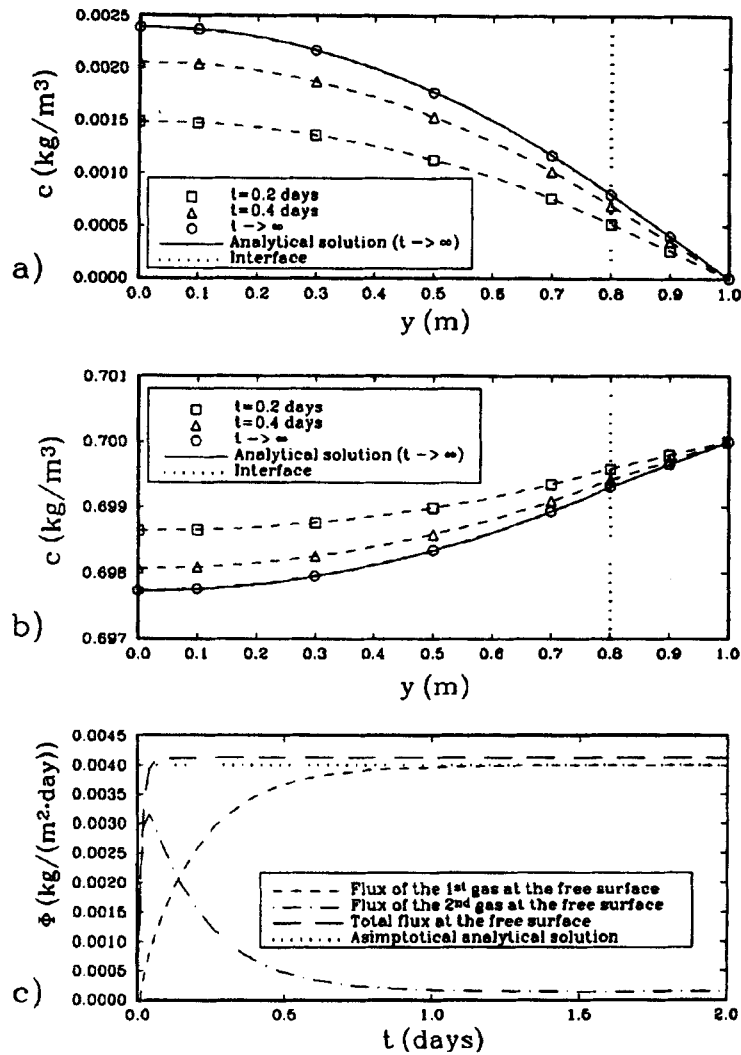 0.0025
0.0020
0.0015
0.0010
0.0005
0.0000
c (kg/m³)
t=0.2 days
t=0.4 days
t -> ∞
Analytical solution (t -> ∞)
Interface
a)
0.0 0.1 0.2 0.3 0.4 0.5 0.6 0.7 0.8 0.9 1.0
y (m)
0.701
0.700
0.699
0.698
0.697
c (kg/m³)
t=0.2 days
t=0.4 days
t -> ∞
Analytical solution (t -> ∞)
Interface
b)
0.0 0.1 0.2 0.3 0.4 0.5 0.6 0.7 0.8 0.9 1.0
y (m)
0.0045
0.0040
0.0035
0.0030
0.0025
0.0020
0.0015
0.0010
0.0005
0.0000
Φ (kg/(m²·day))
Flux of the 1st gas at the free surface
Flux of the 2nd gas at the free surface
Total flux at the free surface
Asimptotical analytical solution
c)
0.0 0.5 1.0 1.5 2.0
t (days)